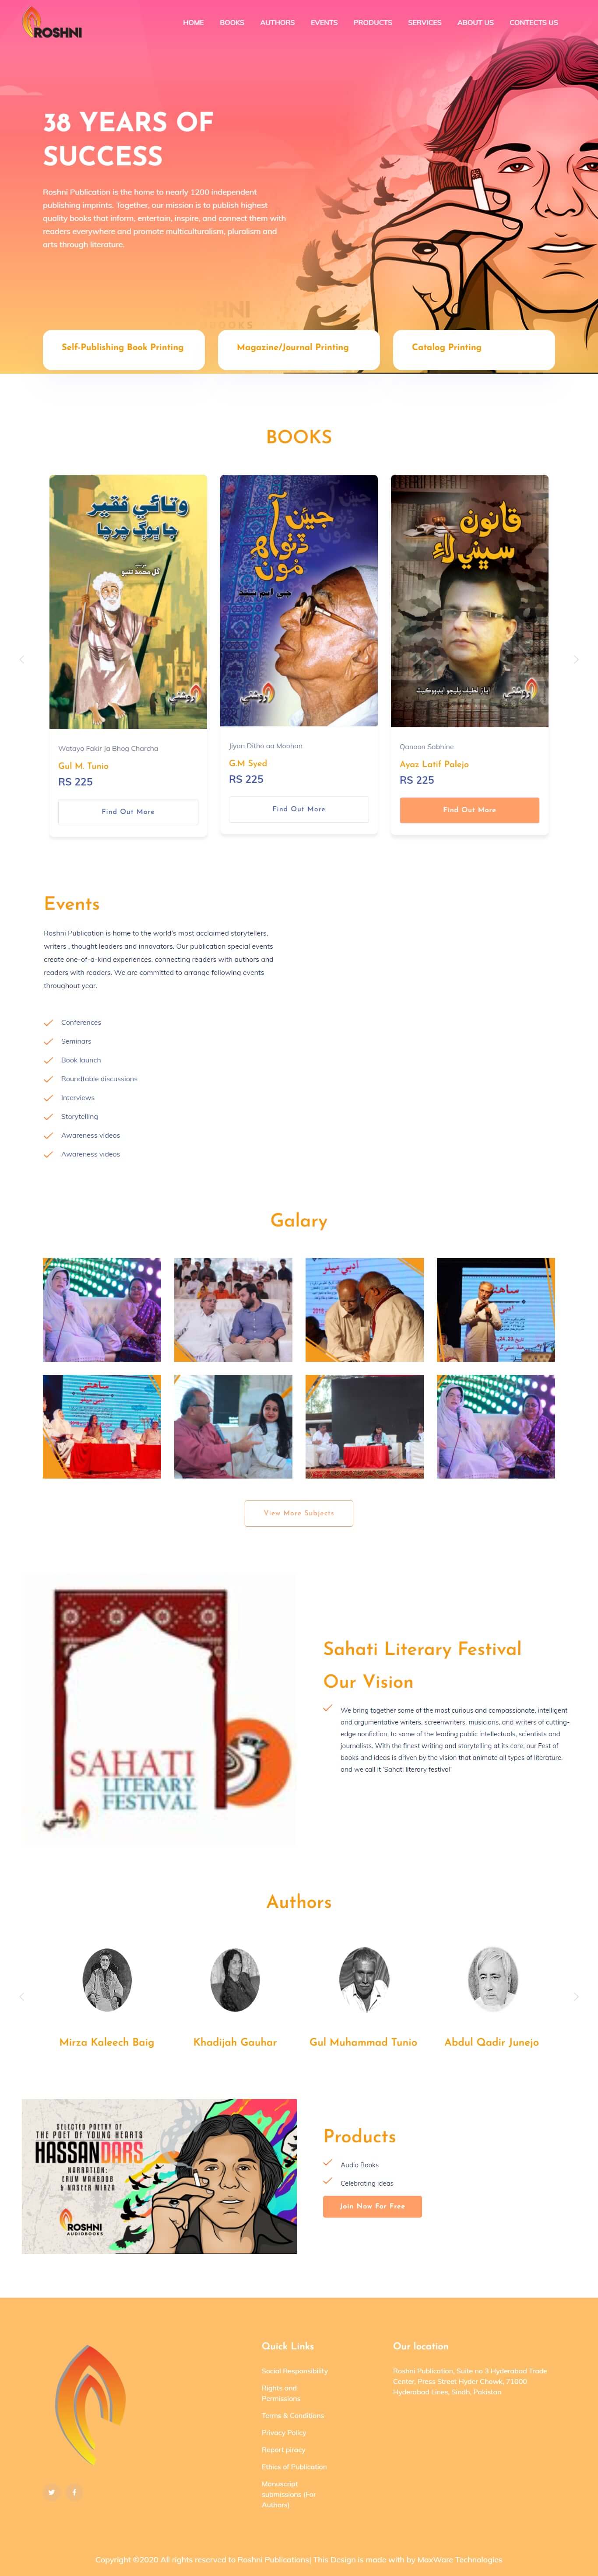 ROSHNI
HOME BOOKS AUTHORS EVENTS PRODUCTS SERVICES ABOUT US CONTECTS US
38 YEARS OF
SUCCESS
Roshni Publication is the home to nearly 1200 independent
publishing imprints. Together, our mission is to publish highest
quality books that inform, entertain, inspire, and connect them with
readers everywhere and promote multiculturalism, pluralism and
arts through literature.
Self-Publishing Book Printing
Magazine/Journal Printing
Catalog Printing
BOOKS
وتائي فقير
جا ڀوڳ چرچا
گل محمد تنيو
روشني
Watayo Fakir Ja Bhog Charcha
Gul M. Tunio
RS 225
Find Out More
جيئن
ڏٺو آھ
مون
جي ايم سيد
روشني
Jiyan Ditho aa Moohan
G.M Syed
RS 225
Find Out More
قانون
سڀني لاءِ
اياز لطيف پليجو ايڊووڪيٽ
روشني
Qanoon Sabhine
Ayaz Latif Palejo
RS 225
Find Out More
Events
Roshni Publication is home to the world's most acclaimed storytellers,
writers , thought leaders and innovators. Our publication special events
create one-of-a-kind experiences, connecting readers with authors and
readers with readers. We are committed to arrange following events
throughout year.
Conferences
Seminars
Book launch
Roundtable discussions
Interviews
Storytelling
Awareness videos
Awareness videos
Galary
ادبي ميلو
ساهتي
ادبي
ساهتي
View More Subjects
SAHATI
LITERARY
FESTIVAL
روشني
Sahati Literary Festival
Our Vision
We bring together some of the most curious and compassionate, intelligent
and argumentative writers, screenwriters, musicians, and writers of cutting-
edge nonfiction, to some of the leading public intellectuals, scientists and
journalists. With the finest writing and storytelling at its core, our Fest of
books and ideas is driven by the vision that animate all types of literature,
and we call it 'Sahati literary festival'
Authors
Mirza Kaleech Baig
Khadijah Gauhar
Gul Muhammad Tunio
Abdul Qadir Junejo
SELECTED POETRY OF
THE POET OF YOUNG HEARTS
HASSAN DARS
NARRATION:
ERUM MAHBOOB
& NASEER MIRZA
ROSHNI
AUDIOBOOKS
Products
Audio Books
Celebrating ideas
Join Now For Free
Quick Links
Social Responsibility
Rights and
Permissions
Terms & Conditions
Privacy Policy
Report piracy
Ethics of Publication
Manuscript
submissions (For
Authors)
Our location
Roshni Publication, Suite no 3 Hyderabad Trade
Center, Press Street Hyder Chowk, 71000
Hyderabad Lines, Sindh, Pakistan
Copyright ©2020 All rights reserved to Roshni Publications| This Design is made with by MaxWare Technologies